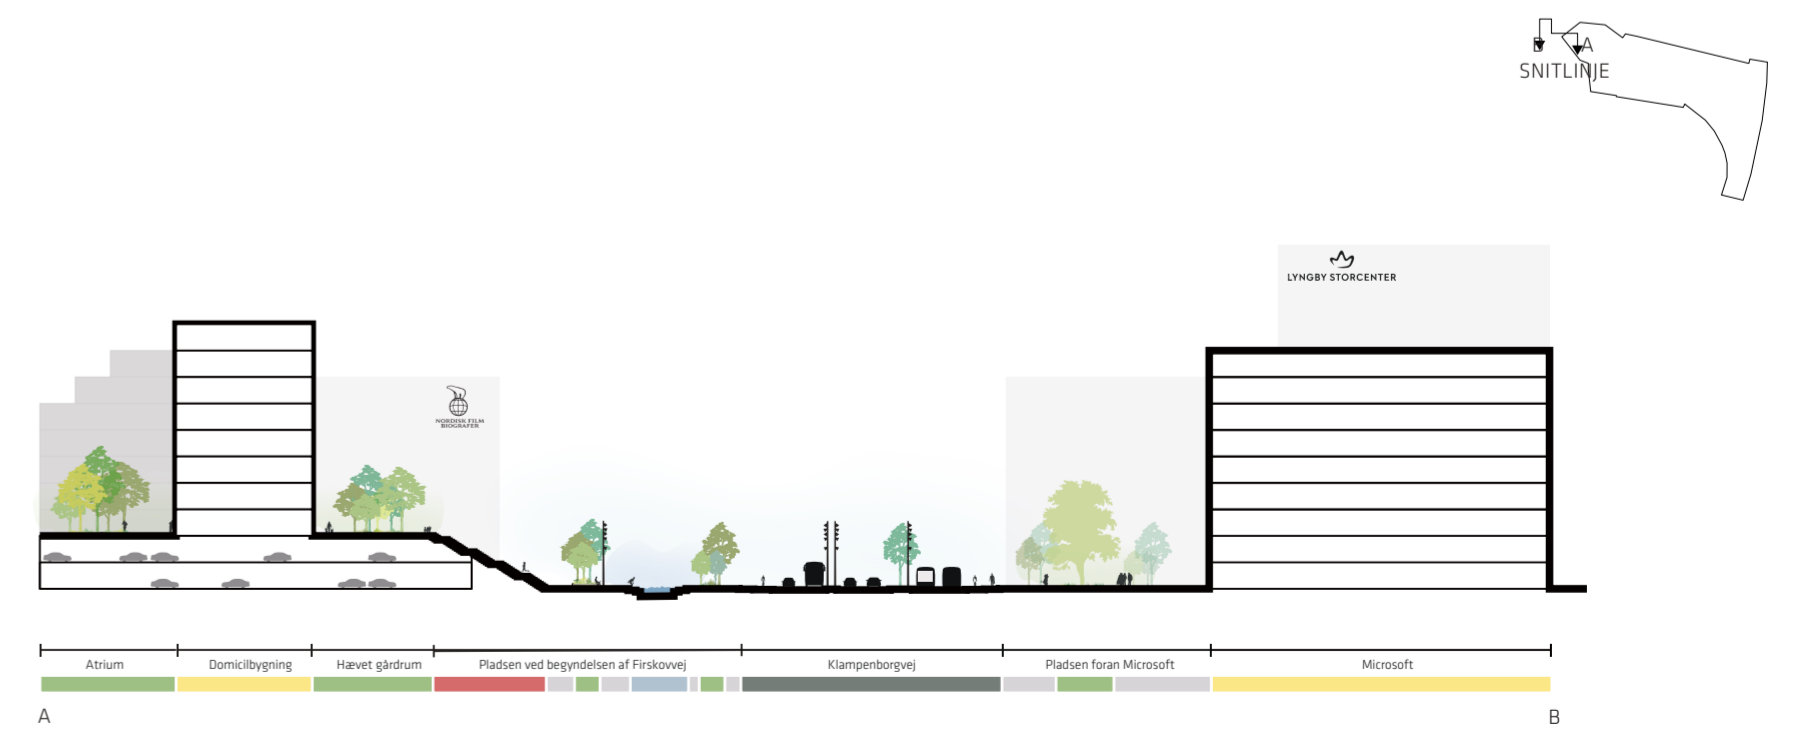 B
A
SNITLINJE
LYNGBY STORCENTER
NORDISK FILM
BIOGRAFER
Atrium
Domicilbygning
Hævet gårdrum
Pladsen ved begyndelsen af Firskovvej
Klampenborgvej
Pladsen foran Microsoft
Microsoft
A
B